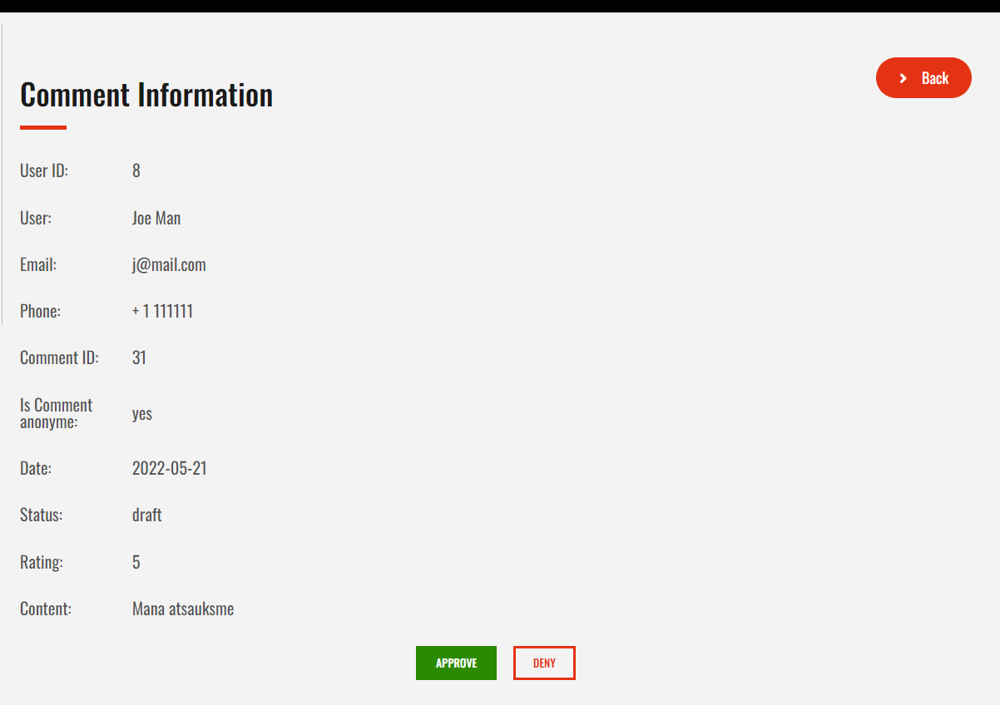 Back
Comment Information
User ID: 8
User: Joe Man
Email: j@mail.com
Phone: + 1 111111
Comment ID: 31
Is Comment
anonyme: yes
Date: 2022-05-21
Status: draft
Rating: 5
Content: Mana atsauksme
APPROVE DENY